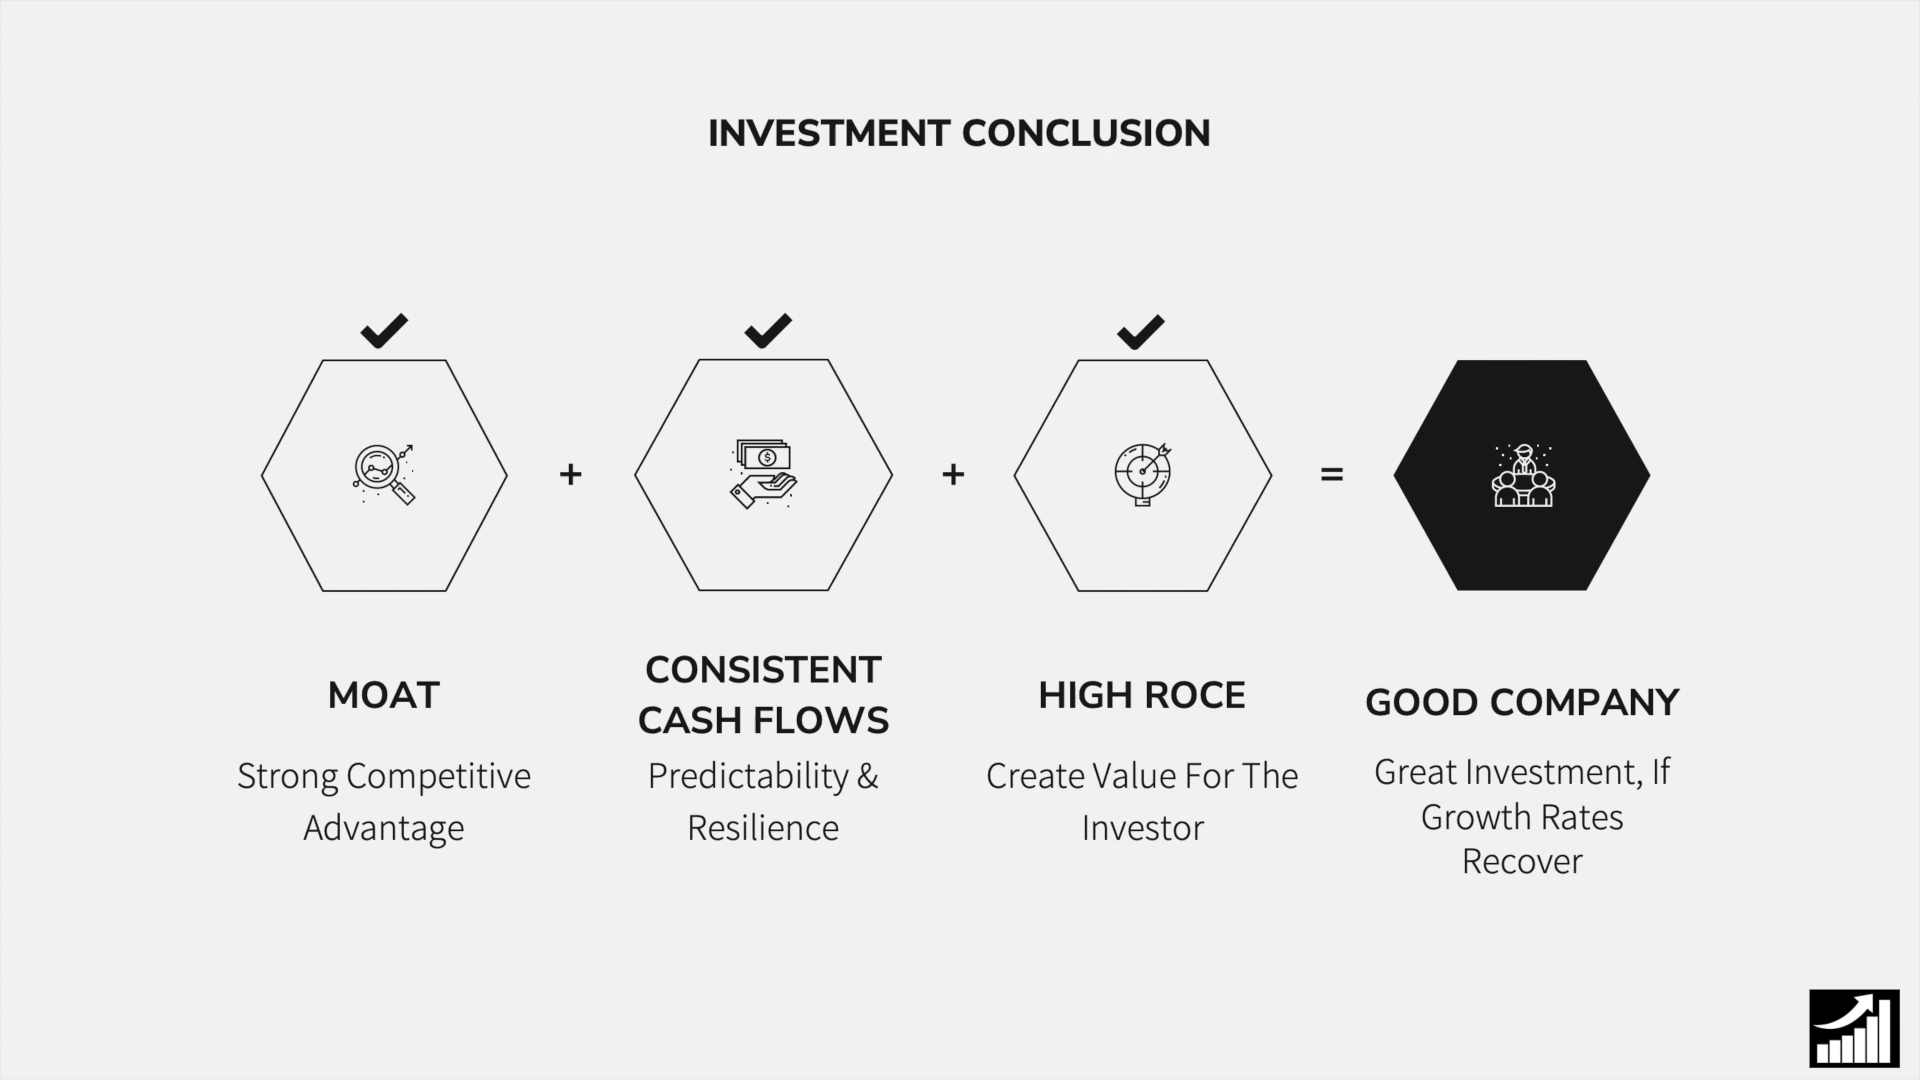 INVESTMENT CONCLUSION
+
+
=
MOAT
Strong Competitive
Advantage
CONSISTENT
CASH FLOWS
Predictability &
Resilience
HIGH ROCE
Create Value For The
Investor
GOOD COMPANY
Great Investment, If
Growth Rates
Recover